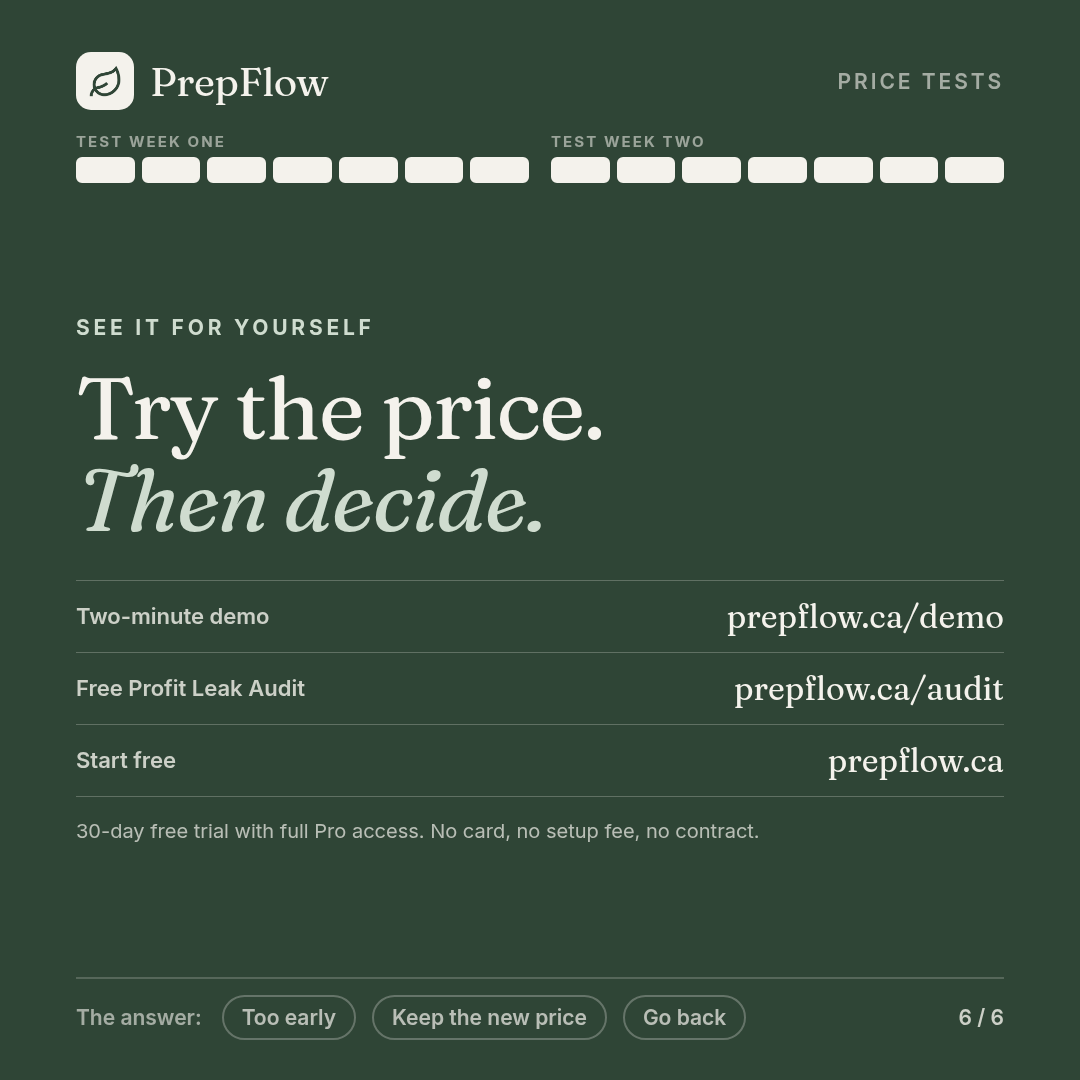 PrepFlow
PRICE TESTS
TEST WEEK ONE
TEST WEEK TWO
SEE IT FOR YOURSELF
Try the price.
Then decide.
Two-minute demo
prepflow.ca/demo
Free Profit Leak Audit
prepflow.ca/audit
Start free
prepflow.ca
30-day free trial with full Pro access. No card, no setup fee, no contract.
The answer:
Too early
Keep the new price
Go back
6 / 6